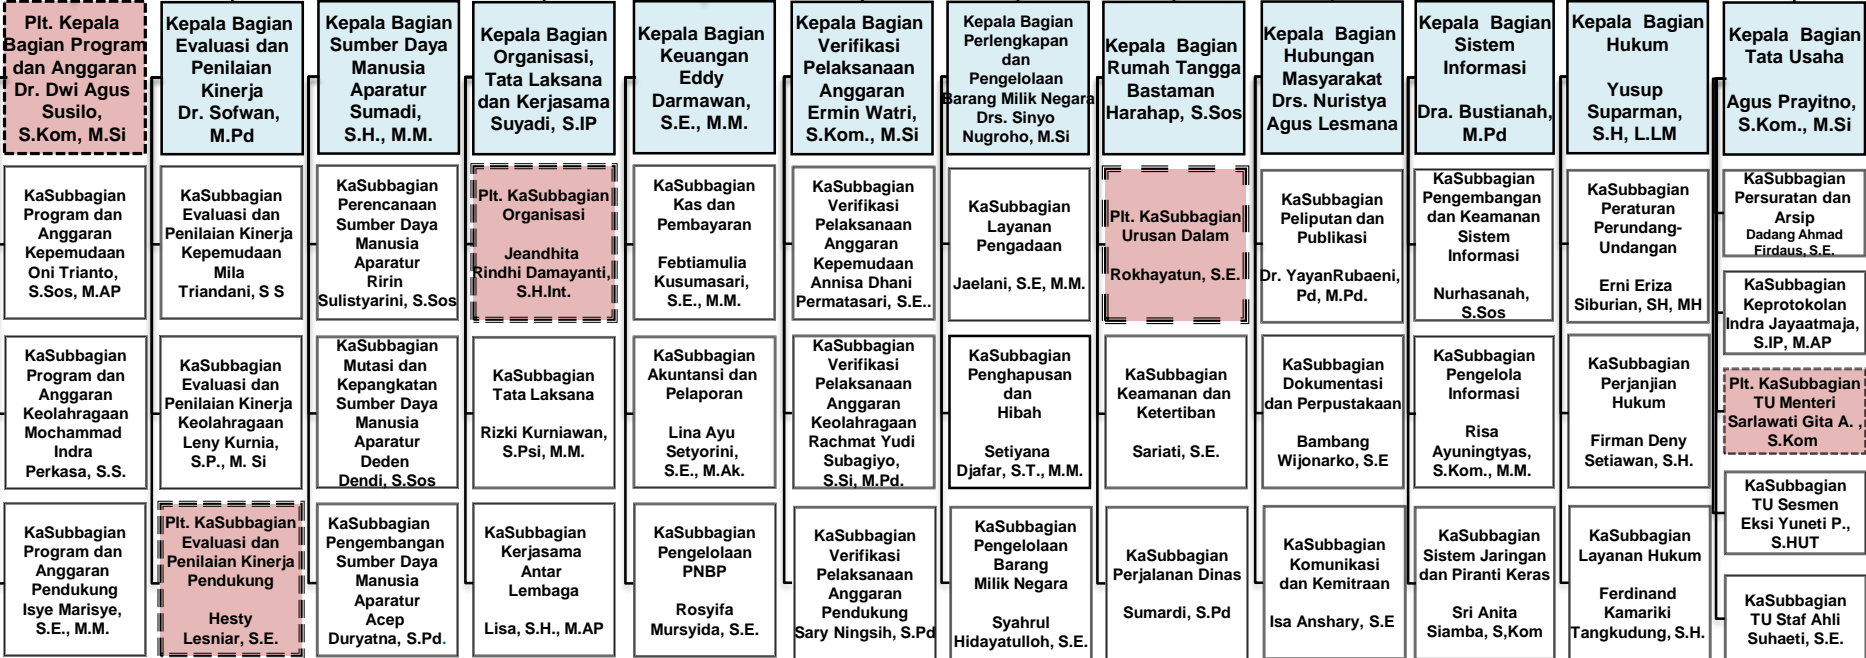 Plt. Kepala
Bagian Program
dan Anggaran
Dr. Dwi Agus
Susilo,
S.Kom, M.Si
Kepala Bagian
Evaluasi dan
Penilaian
Kinerja
Dr. Sofwan,
M.Pd
Kepala Bagian
Sumber Daya
Manusia
Aparatur
Sumadi,
S.H., M.M.
Kepala Bagian
Organisasi,
Tata Laksana
dan Kerjasama
Suyadi, S.IP
Kepala Bagian
Keuangan
Eddy
Darmawan,
S.E., M.M.
Kepala Bagian
Verifikasi
Pelaksanaan
Anggaran
Ermin Watri,
S.Kom., M.Si
Kepala Bagian
Perlengkapan
dan
Pengelolaan
Barang Milik Negara
Drs. Sinyo
Nugroho, M.Si
Kepala Bagian
Rumah Tangga
Bastaman
Harahap, S.Sos
Kepala Bagian
Hubungan
Masyarakat
Drs. Nuristya
Agus Lesmana
Kepala Bagian
Sistem
Informasi
Dra. Bustianah,
M.Pd
Kepala Bagian
Hukum
Yusup
Suparman,
S.H, L.LM
Kepala Bagian
Tata Usaha
Agus Prayitno,
S.Kom., M.Si
KaSubbagian
Program dan
Anggaran
Kepemudaan
Oni Trianto,
S.Sos, M.AP
KaSubbagian
Evaluasi dan
Penilaian Kinerja
Kepemudaan
Mila
Triandani, S S
KaSubbagian
Perencanaan
Sumber Daya
Manusia
Aparatur
Ririn
Sulistyarini, S.Sos
Plt. KaSubbagian
Organisasi
Jeandhita
Rindhi Damayanti,
S.H.Int.
KaSubbagian
Kas dan
Pembayaran
Febtiamulia
Kusumasari,
S.E., M.M.
KaSubbagian
Verifikasi
Pelaksanaan
Anggaran
Kepemudaan
Annisa Dhani
Permatasari, S.E..
KaSubbagian
Layanan
Pengadaan
Jaelani, S.E, M.M.
Plt. KaSubbagian
Urusan Dalam
Rokhayatun, S.E.
KaSubbagian
Peliputan dan
Publikasi
Dr. YayanRubaeni,
Pd, M.Pd.
KaSubbagian
Pengembangan
dan Keamanan
Sistem
Informasi
Nurhasanah,
S.Sos
KaSubbagian
Peraturan
Perundang-
Undangan
Erni Eriza
Siburian, SH, MH
KaSubbagian
Persuratan dan
Arsip
Dadang Ahmad
Firdaus, S.E.
KaSubbagian
Keprotokolan
Indra Jayaatmaja,
S.IP, M.AP
KaSubbagian
Program dan
Anggaran
Keolahragaan
Mochammad
Indra
Perkasa, S.S.
KaSubbagian
Evaluasi dan
Penilaian Kinerja
Keolahragaan
Leny Kurnia,
S.P., M. Si
KaSubbagian
Mutasi dan
Kepangkatan
Sumber Daya
Manusia
Aparatur
Deden
Dendi, S.Sos
KaSubbagian
Tata Laksana
Rizki Kurniawan,
S.Psi, M.M.
KaSubbagian
Akuntansi dan
Pelaporan
Lina Ayu
Setyorini,
S.E., M.Ak.
KaSubbagian
Verifikasi
Pelaksanaan
Anggaran
Keolahragaan
Rachmat Yudi
Subagiyo,
S.Si, M.Pd.
KaSubbagian
Penghapusan
dan
Hibah
Setiyana
Djafar, S.T., M.M.
KaSubbagian
Keamanan dan
Ketertiban
Sariati, S.E.
KaSubbagian
Dokumentasi
dan Perpustakaan
Bambang
Wijonarko, S.E
KaSubbagian
Pengelola
Informasi
Risa
Ayuningtyas,
S.Kom., M.M.
KaSubbagian
Perjanjian
Hukum
Firman Deny
Setiawan, S.H.
Plt. KaSubbagian
TU Menteri
Sarlawati Gita A. ,
S.Kom
KaSubbagian
TU Sesmen
Eksi Yuneti P.,
S.HUT
KaSubbagian
Program dan
Anggaran
Pendukung
Isye Marisye,
S.E., M.M.
Plt. KaSubbagian
Evaluasi dan
Penilaian Kinerja
Pendukung
Hesty
Lesniar, S.E.
KaSubbagian
Pengembangan
Sumber Daya
Manusia
Aparatur
Acep
Duryatna, S.Pd.
KaSubbagian
Kerjasama
Antar
Lembaga
Lisa, S.H., M.AP
KaSubbagian
Pengelolaan
PNBP
Rosyifa
Mursyida, S.E.
KaSubbagian
Verifikasi
Pelaksanaan
Anggaran
Pendukung
Sary Ningsih, S.Pd
KaSubbagian
Pengelolaan
Barang
Milik Negara
Syahrul
Hidayatulloh, S.E.
KaSubbagian
Perjalanan Dinas
Sumardi, S.Pd
KaSubbagian
Komunikasi
dan Kemitraan
Isa Anshary, S.E
KaSubbagian
Sistem Jaringan
dan Piranti Keras
Sri Anita
Siamba, S,Kom
KaSubbagian
Layanan Hukum
Ferdinand
Kamariki
Tangkudung, S.H.
KaSubbagian
TU Staf Ahli
Suhaeti, S.E.